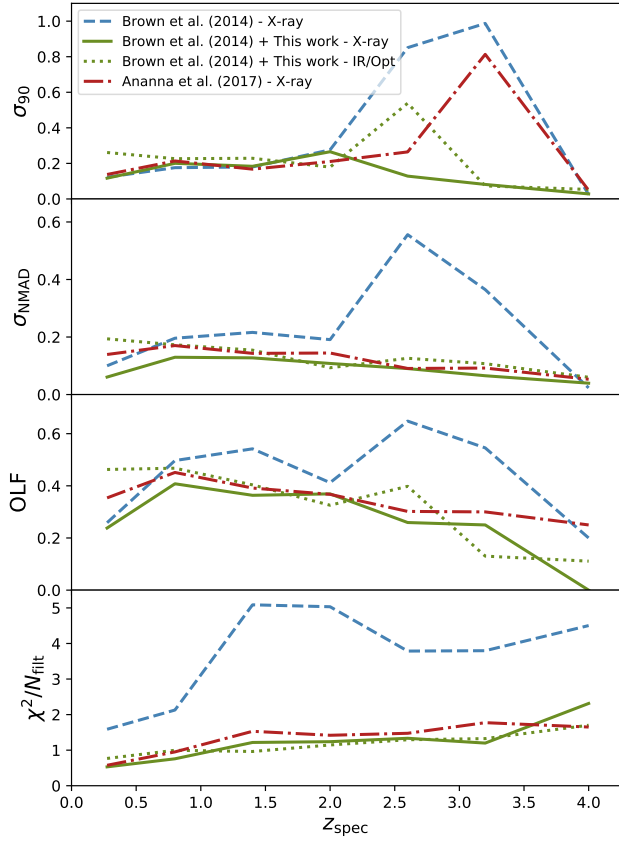 1.0
0.8
0.6
0.4
0.2
0.0
σ90
Brown et al. (2014) - X-ray
Brown et al. (2014) + This work - X-ray
Brown et al. (2014) + This work - IR/Opt
Ananna et al. (2017) - X-ray
0.6
0.4
0.2
0.0
σNMAD
0.6
0.4
0.2
0.0
OLF
5
4
3
2
1
0
χ²/Nfilt
0.0 0.5 1.0 1.5 2.0 2.5 3.0 3.5 4.0
zspec